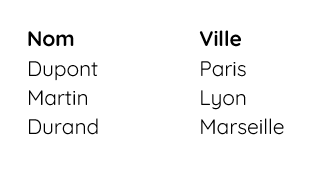 Nom Ville
Dupont Paris
Martin Lyon
Durand Marseille